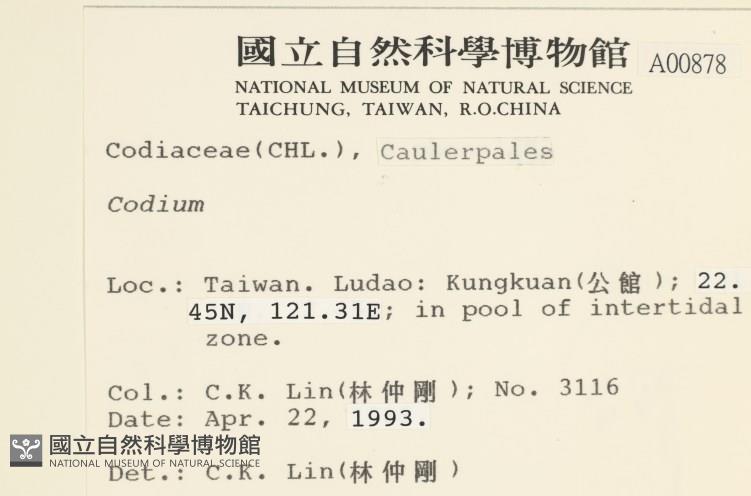 國立自然科學博物館 A00878
NATIONAL MUSEUM OF NATURAL SCIENCE
TAICHUNG, TAIWAN, R.O.CHINA
Codiaceae(CHL.), Caulerpales
Codium
Loc.: Taiwan. Ludao: Kungkuan(公館); 22.
45N, 121.31E; in pool of intertidal
zone.
Col.: C.K. Lin(林仲剛); No. 3116
Date: Apr. 22, 1993.
國立自然科學博物館
NATIONAL MUSEUM OF NATURAL SCIENCE
Det.: C.K. Lin(林仲剛)